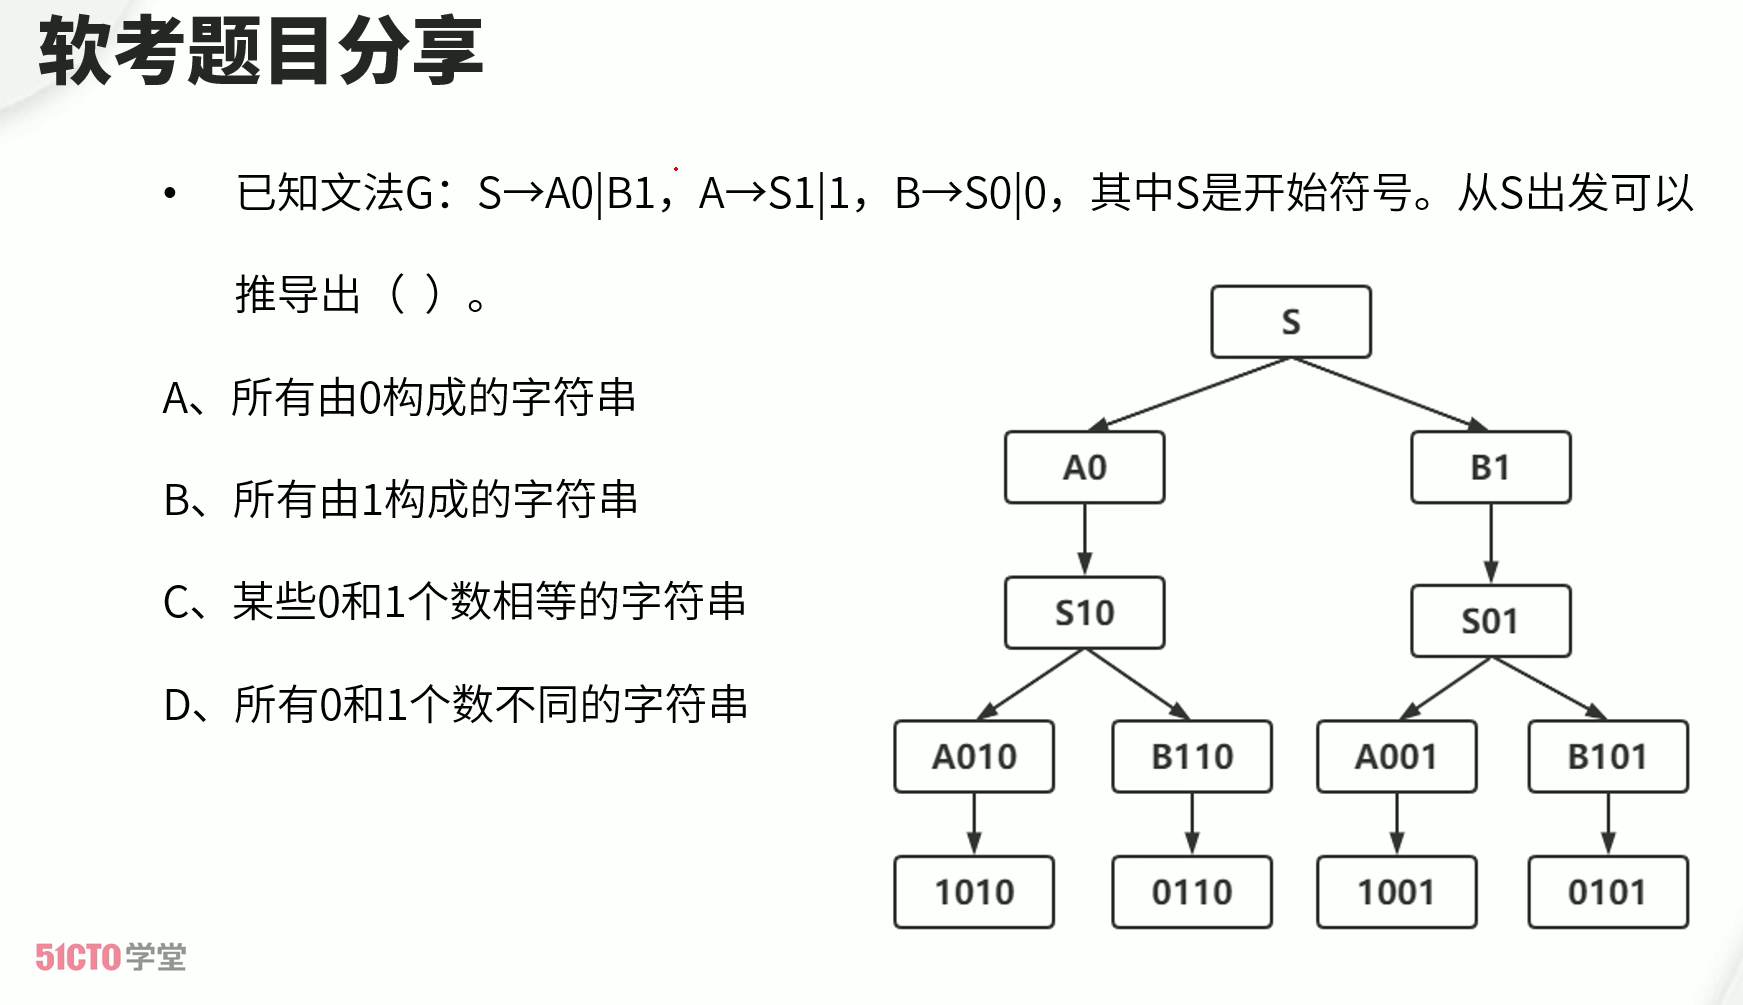 软考题目分享
• 已知文法G：S→A0|B1，A→S1|1，B→S0|0，其中S是开始符号。从S出发可以
推导出（ ）。
A、所有由0构成的字符串
B、所有由1构成的字符串
C、某些0和1个数相等的字符串
D、所有0和1个数不同的字符串
S
A0 B1
S10 S01
A010 B110 A001 B101
1010 0110 1001 0101
51CTO学堂